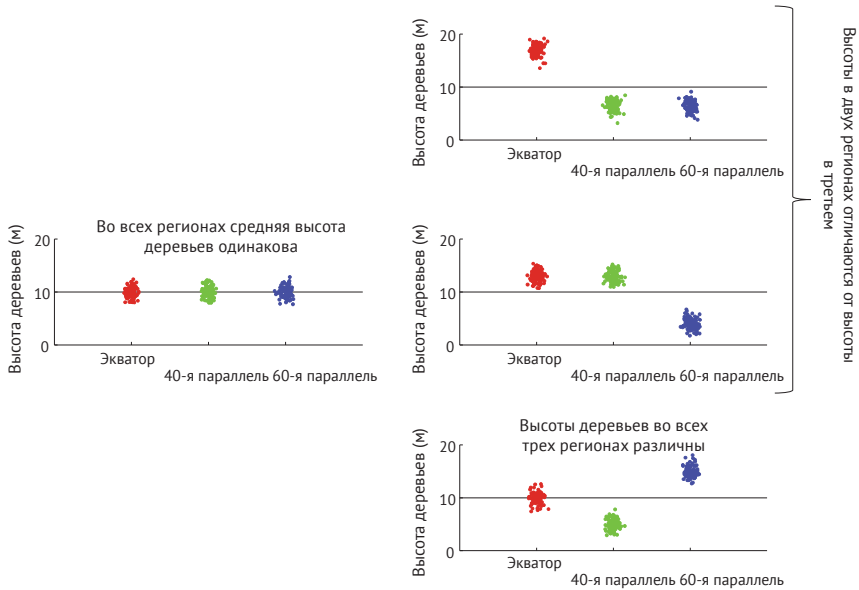 20
10
0
Высота деревьев (м)
Экватор
40-я параллель 60-я параллель
Во всех регионах средняя высота
деревьев одинакова
20
10
0
Высота деревьев (м)
Экватор
40-я параллель 60-я параллель
20
10
0
Высота деревьев (м)
Экватор
40-я параллель 60-я параллель
Высоты деревьев во всех
трех регионах различны
20
10
0
Высота деревьев (м)
Экватор
40-я параллель 60-я параллель
Высоты в двух регионах отличаются от высоты
в третьем